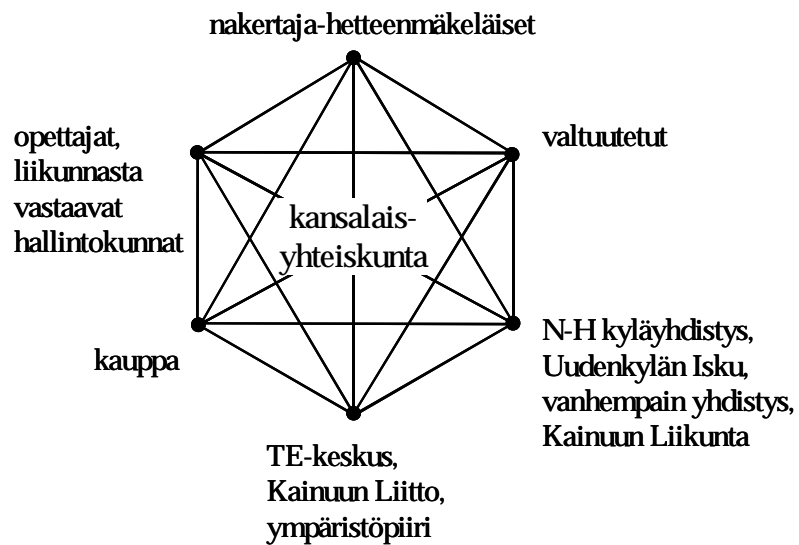 nakertaja-hetteenmäkeläiset
opettajat,
liikunnasta
vastaavat
hallintokunnat
valtuutetut
kansalais-
yhteiskunta
kauppa
N-H kyläyhdistys,
Uudenkylän Isku,
vanhempain yhdistys,
Kainuun Liikunta
TE-keskus,
Kainuun Liitto,
ympäristöpiiri